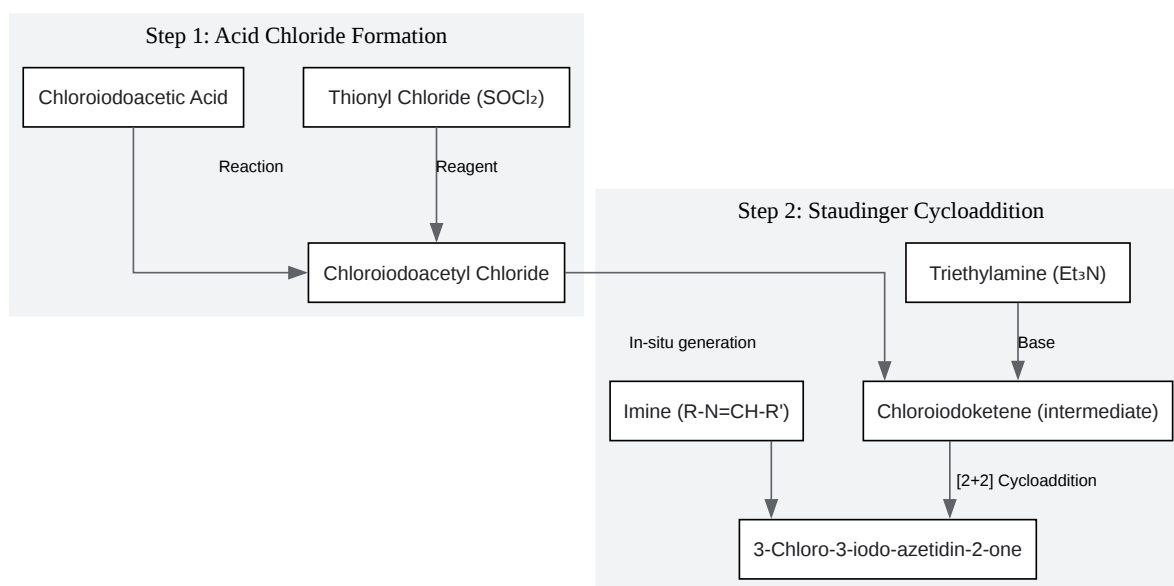 Step 1: Acid Chloride Formation
Chloroiodoacetic Acid
Thionyl Chloride (SOCl₂)
Reaction
Reagent
Chloroiodoacetyl Chloride
Step 2: Staudinger Cycloaddition
Triethylamine (Et₃N)
In-situ generation
Base
Imine (R-N=CH-R')
Chloroiodoketene (intermediate)
[2+2] Cycloaddition
3-Chloro-3-iodo-azetidin-2-one